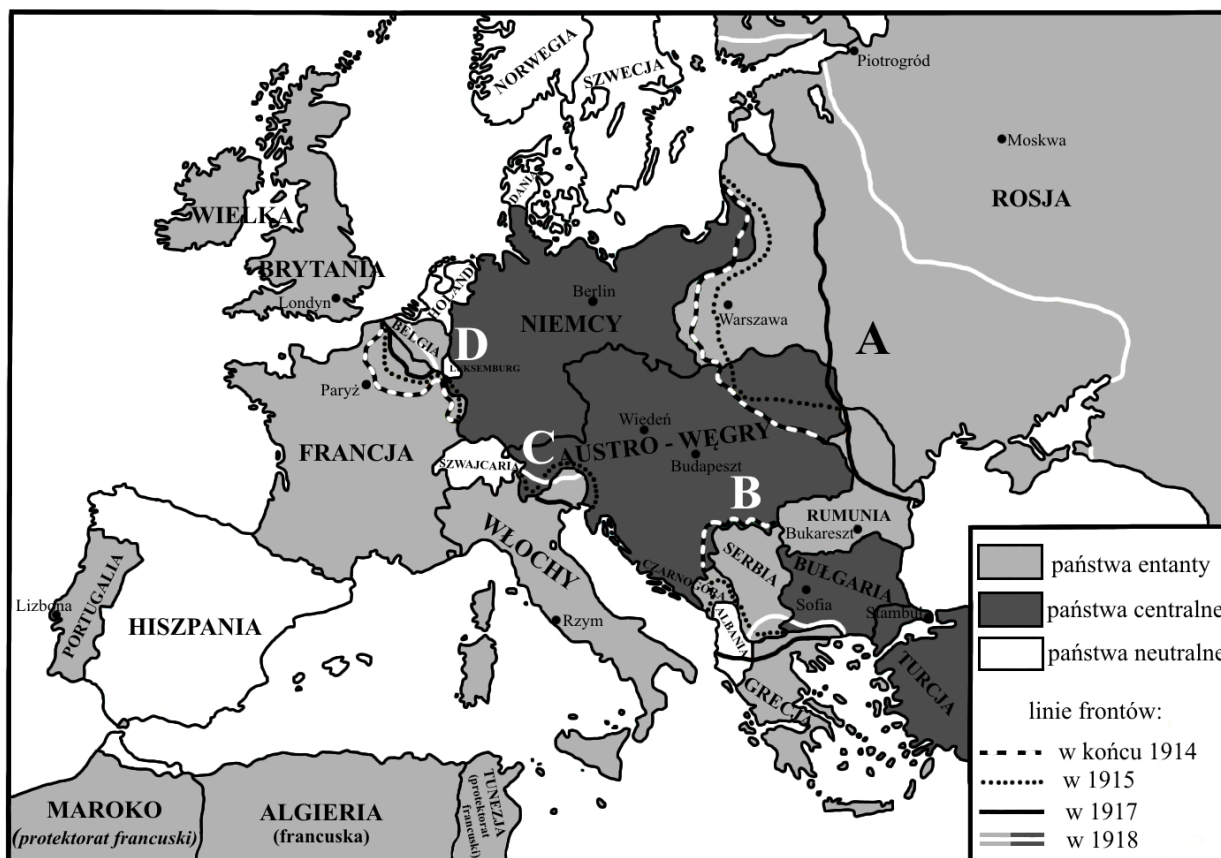 NORWEGIA
SZWECJA
Piotrogród
Moskwa
ROSJA
DANIA
WIELKA
BRYTANIA
Londyn
HOLANDIA
Berlin
NIEMCY
Warszawa
A
BELGIA
D
LUKSEMBURG
Paryż
FRANCJA
Wiedeń
AUSTRO - WĘGRY
Budapeszt
C
SZWAJCARIA
B
RUMUNIA
Bukareszt
WŁOCHY
SERBIA
CZARNOGÓRA
BUŁGARIA
Sofia
Stambuł
ALBANIA
TURCJA
GRECJA
Rzym
Lizbona
PORTUGALIA
HISZPANIA
MAROKO
(protektorat francuski)
ALGIERIA
(francuska)
TUNEZJA
(protektorat
francuski)
państwa entanty
państwa centralne
państwa neutralne
linie frontów:
w końcu 1914
w 1915
w 1917
w 1918